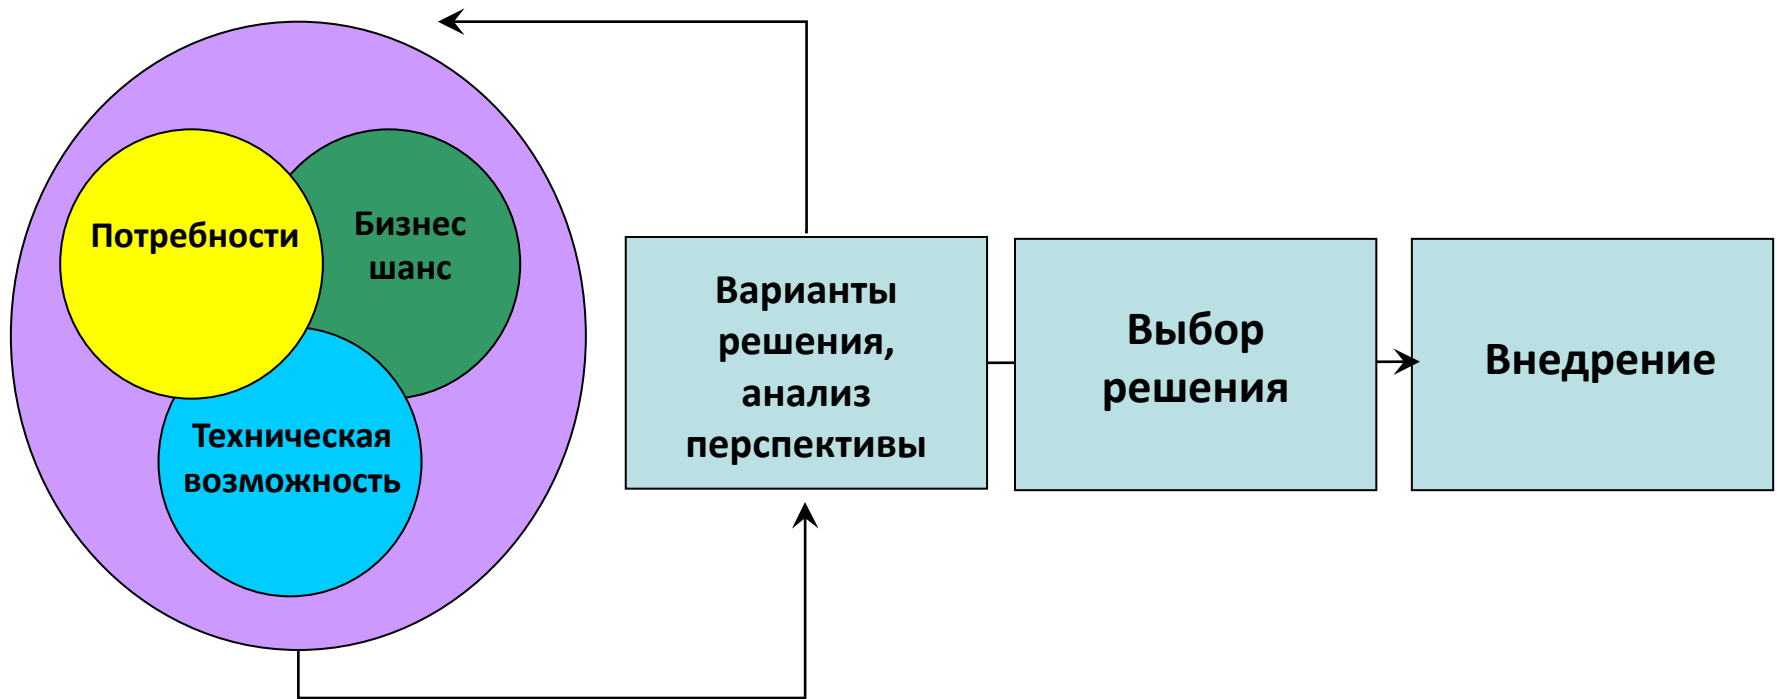 Потребности
Бизнес
шанс
Техническая
возможность
Варианты
решения,
анализ
перспективы
Выбор
решения
Внедрение